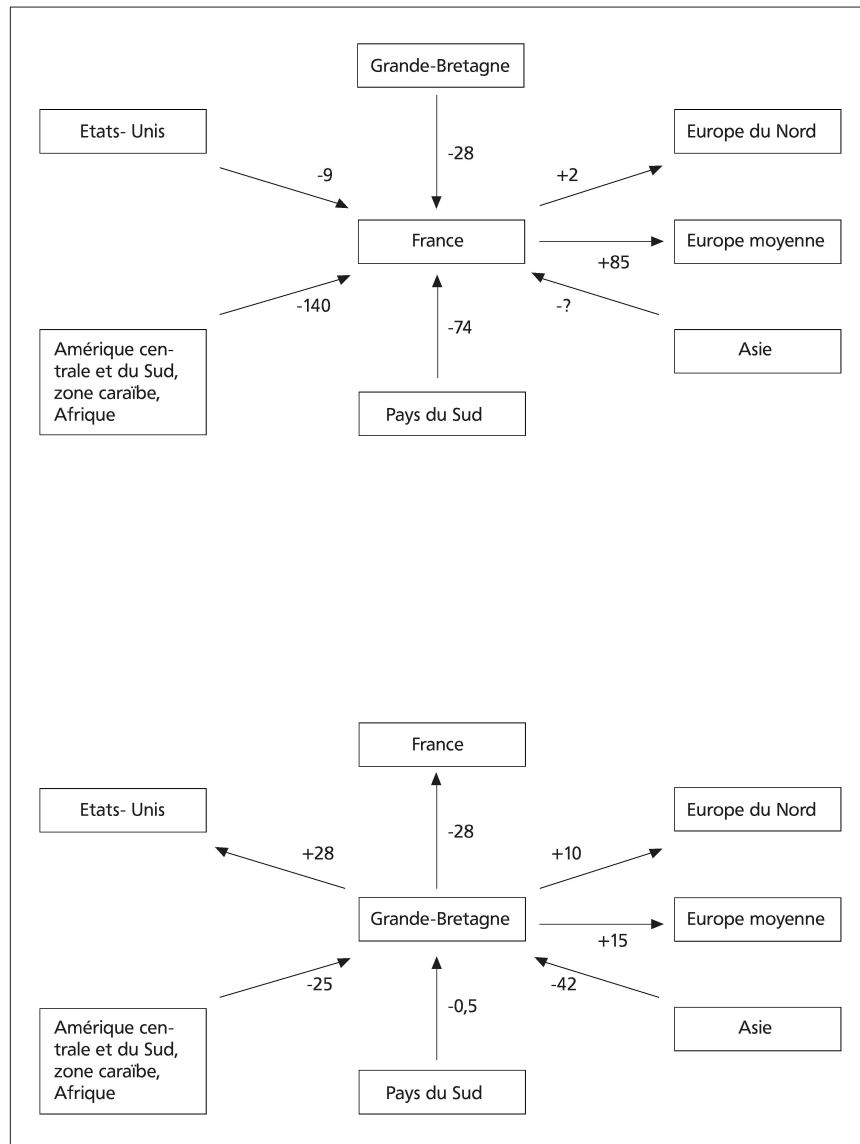 Grande-Bretagne
Etats- Unis
Europe du Nord
-9
-28
+2
France
Europe moyenne
+85
-140
-74
-?
Amérique cen-
trale et du Sud,
zone caraïbe,
Afrique
Asie
Pays du Sud
France
Etats- Unis
Europe du Nord
+28
-28
+10
Grande-Bretagne
Europe moyenne
+15
-25
-0,5
-42
Amérique cen-
trale et du Sud,
zone caraïbe,
Afrique
Asie
Pays du Sud